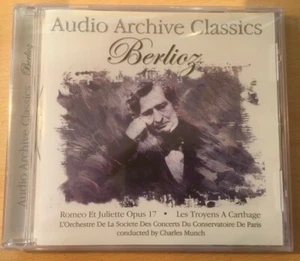 Audio Archive Classics
Berlioz
Romeo Et Juliette Opus 17 • Les Troyens A Carthage
L'Orchestre De La Societe Des Concerts Du Conservatoire De Paris
conducted by Charles Munch
Audio Archive Classics
Berlioz